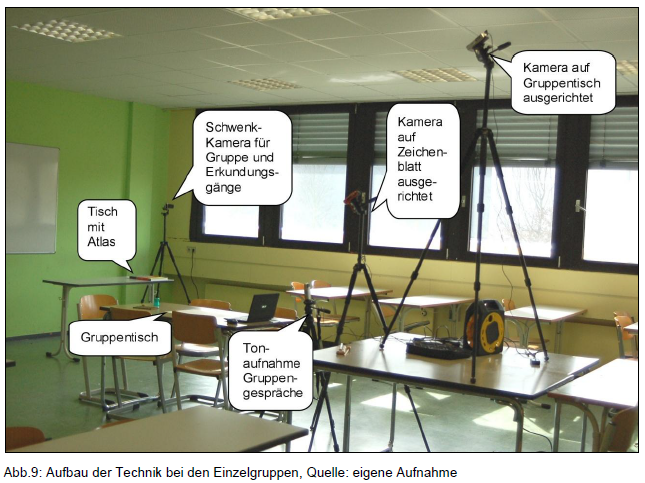 Kamera auf
Gruppentisch
ausgerichtet
Schwenk-
Kamera für
Gruppe und
Erkundungs-
gänge
Kamera
auf
Zeichen-
blatt
ausge-
richtet
Tisch
mit
Atlas
Gruppentisch
Ton-
aufnahme
Gruppen-
gespräche
Abb.9: Aufbau der Technik bei den Einzelgruppen, Quelle: eigene Aufnahme